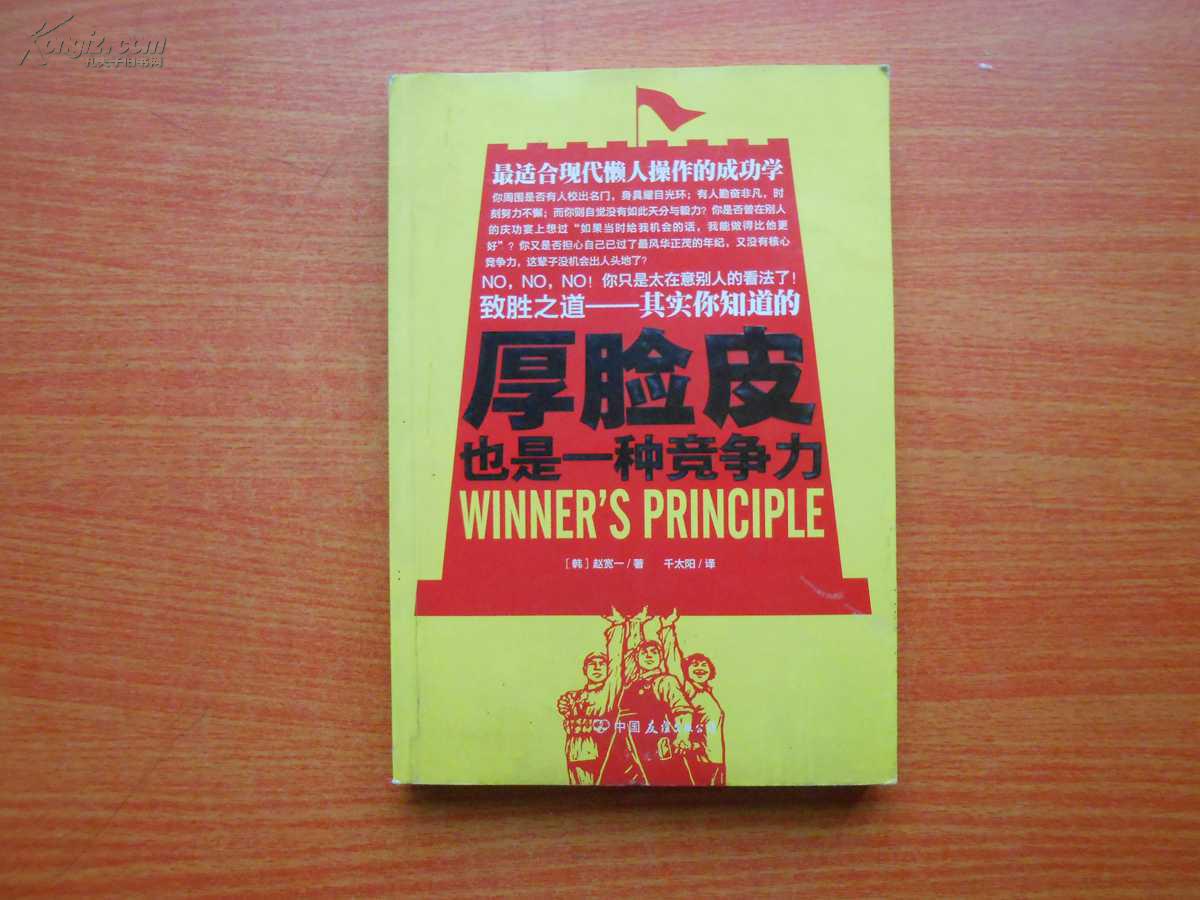 Kongfz.com
孔夫子旧书网
最适合现代懒人操作的成功学
你周围是否有人校出名门，身具耀目光环；有人勤奋非凡，时
刻努力不懈；而你则自觉没有如此天分与毅力？你是否曾在别人
的庆功宴上想过“如果当时给我机会的话，我能做得比他更
好”？你又是否担心自己已过了最风华正茂的年纪，又没有核心
竞争力，这辈子没机会出人头地了？
NO，NO，NO！你只是太在意别人的看法了！
致胜之道——其实你知道的
厚脸皮
也是一种竞争力
WINNER'S PRINCIPLE
［韩］赵宽一/著 千太阳/译
中国友谊出版公司